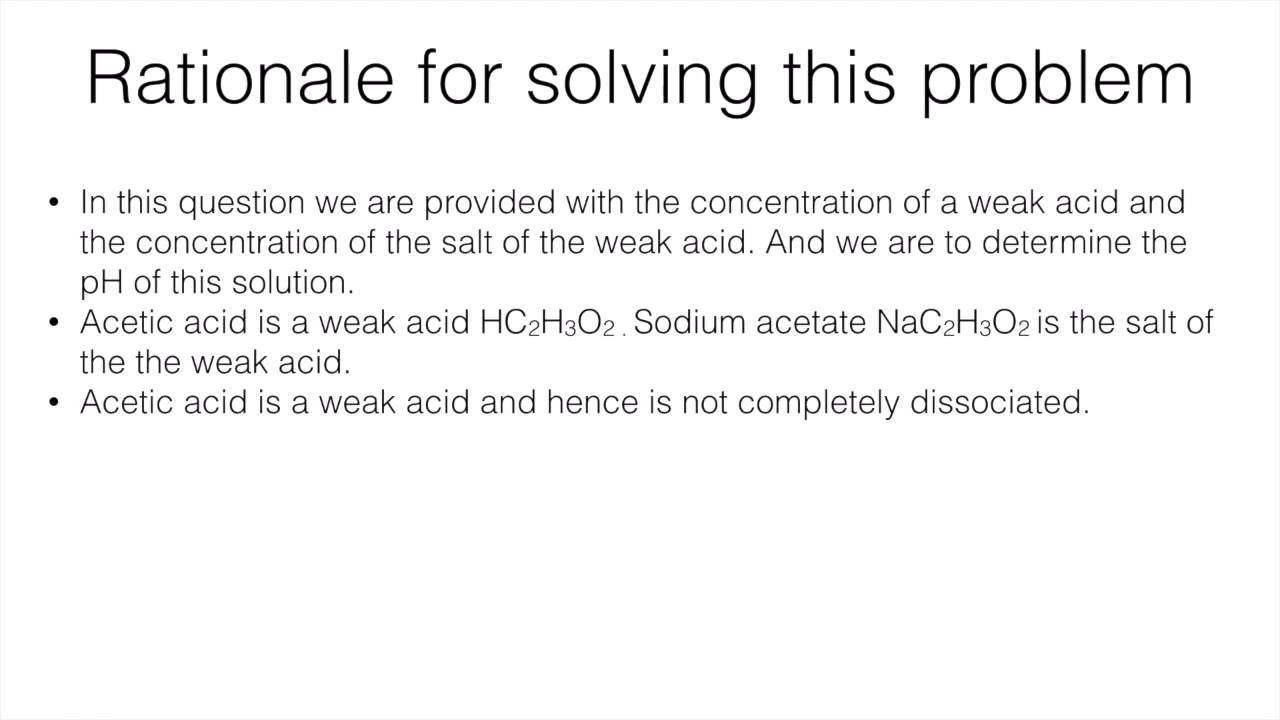 Rationale for solving this problem
• In this question we are provided with the concentration of a weak acid and
the concentration of the salt of the weak acid. And we are to determine the
pH of this solution.
• Acetic acid is a weak acid HC₂H₃O₂ . Sodium acetate NaC₂H₃O₂ is the salt of
the the weak acid.
• Acetic acid is a weak acid and hence is not completely dissociated.